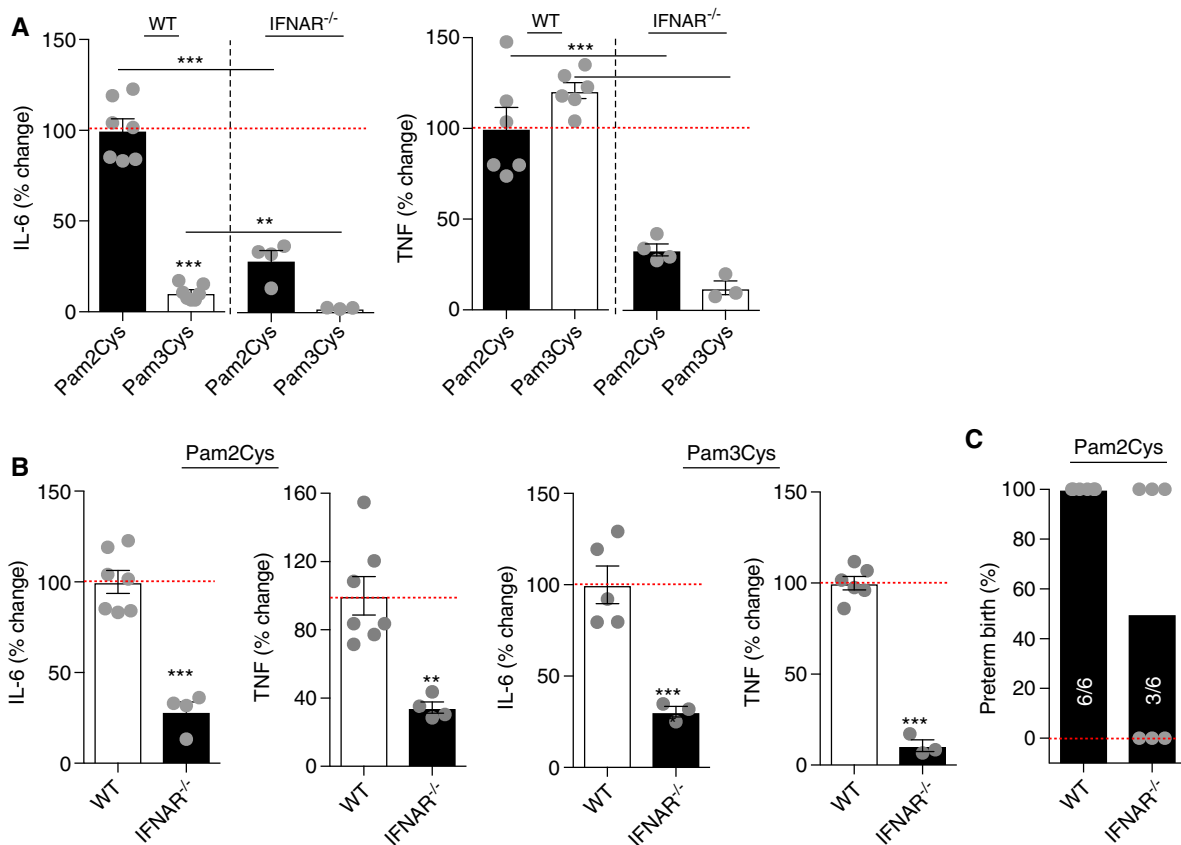 A
WT
IFNAR-/-
IL-6 (% change)
150
100
50
0
***
**
***
Pam2Cys
Pam3Cys
Pam2Cys
Pam3Cys
WT
IFNAR-/-
TNF (% change)
150
100
50
0
***
Pam2Cys
Pam3Cys
Pam2Cys
Pam3Cys
B
Pam2Cys
IL-6 (% change)
150
100
50
0
***
WT
IFNAR-/-
TNF (% change)
160
120
80
40
0
**
WT
IFNAR-/-
Pam3Cys
IL-6 (% change)
150
100
50
0
***
*
WT
IFNAR-/-
TNF (% change)
150
100
50
0
***
WT
IFNAR-/-
C
Pam2Cys
Preterm birth (%)
100
80
60
40
20
0
6/6
3/6
WT
IFNAR-/-